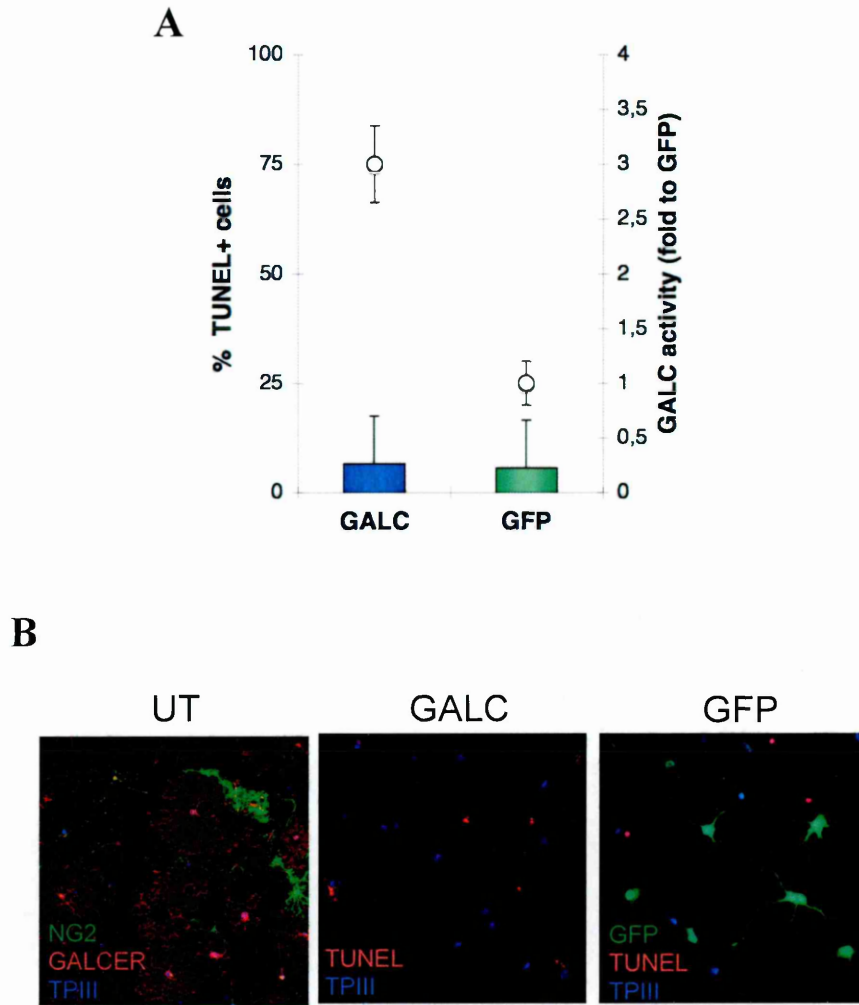 A
100
75
50
25
0
% TUNEL+ cells
4
3,5
3
2,5
2
1,5
1
0,5
0
GALC activity (fold to GFP)
GALC GFP
B
UT GALC GFP
NG2
GALCER
TPIII
TUNEL
TPIII
GFP
TUNEL
TPIII